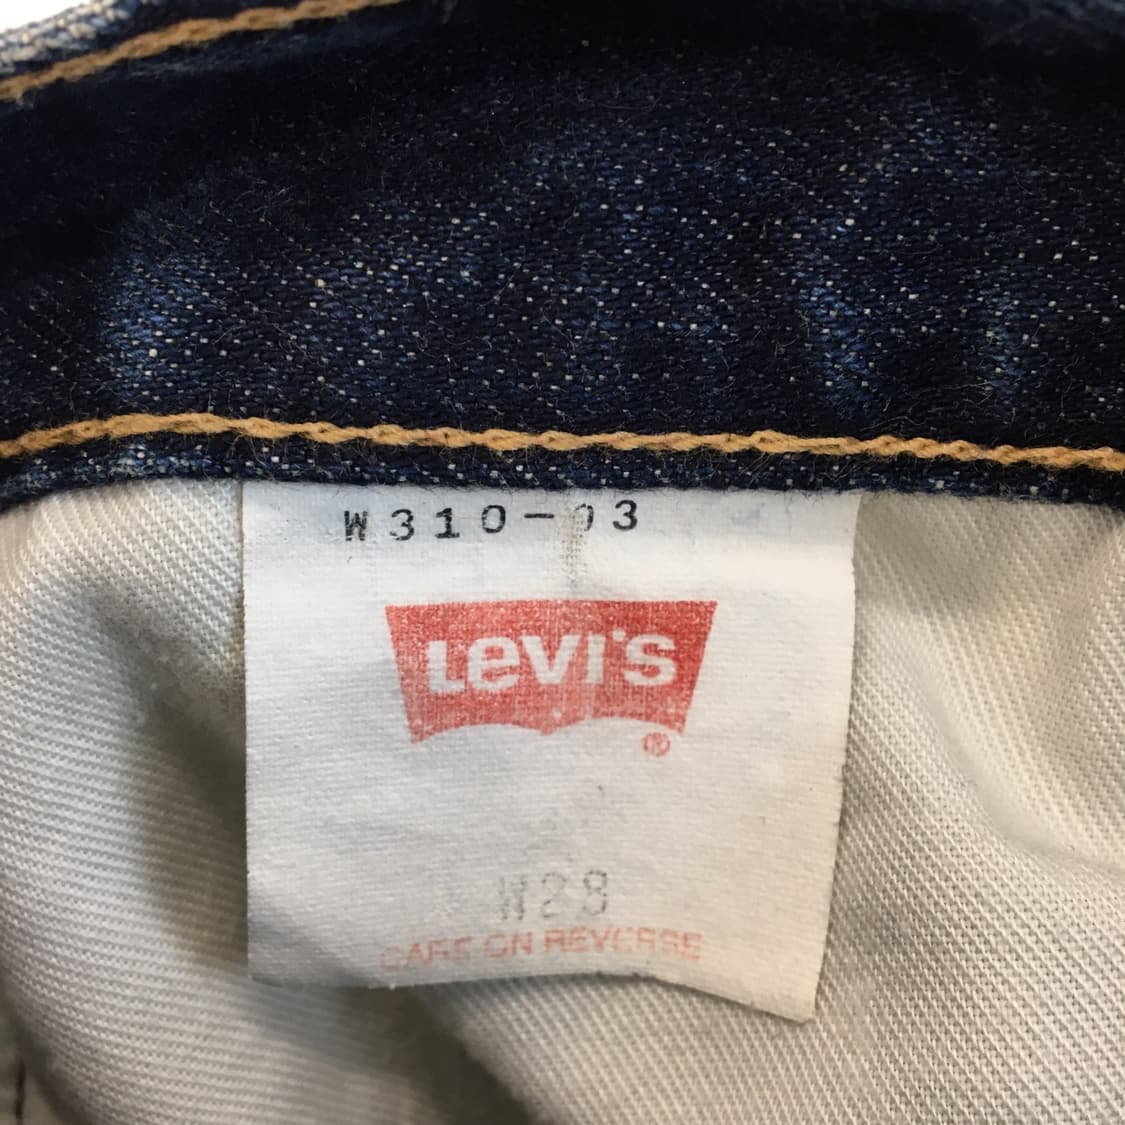 W310-03
LEVI'S
®
W28
CARE ON REVERSE